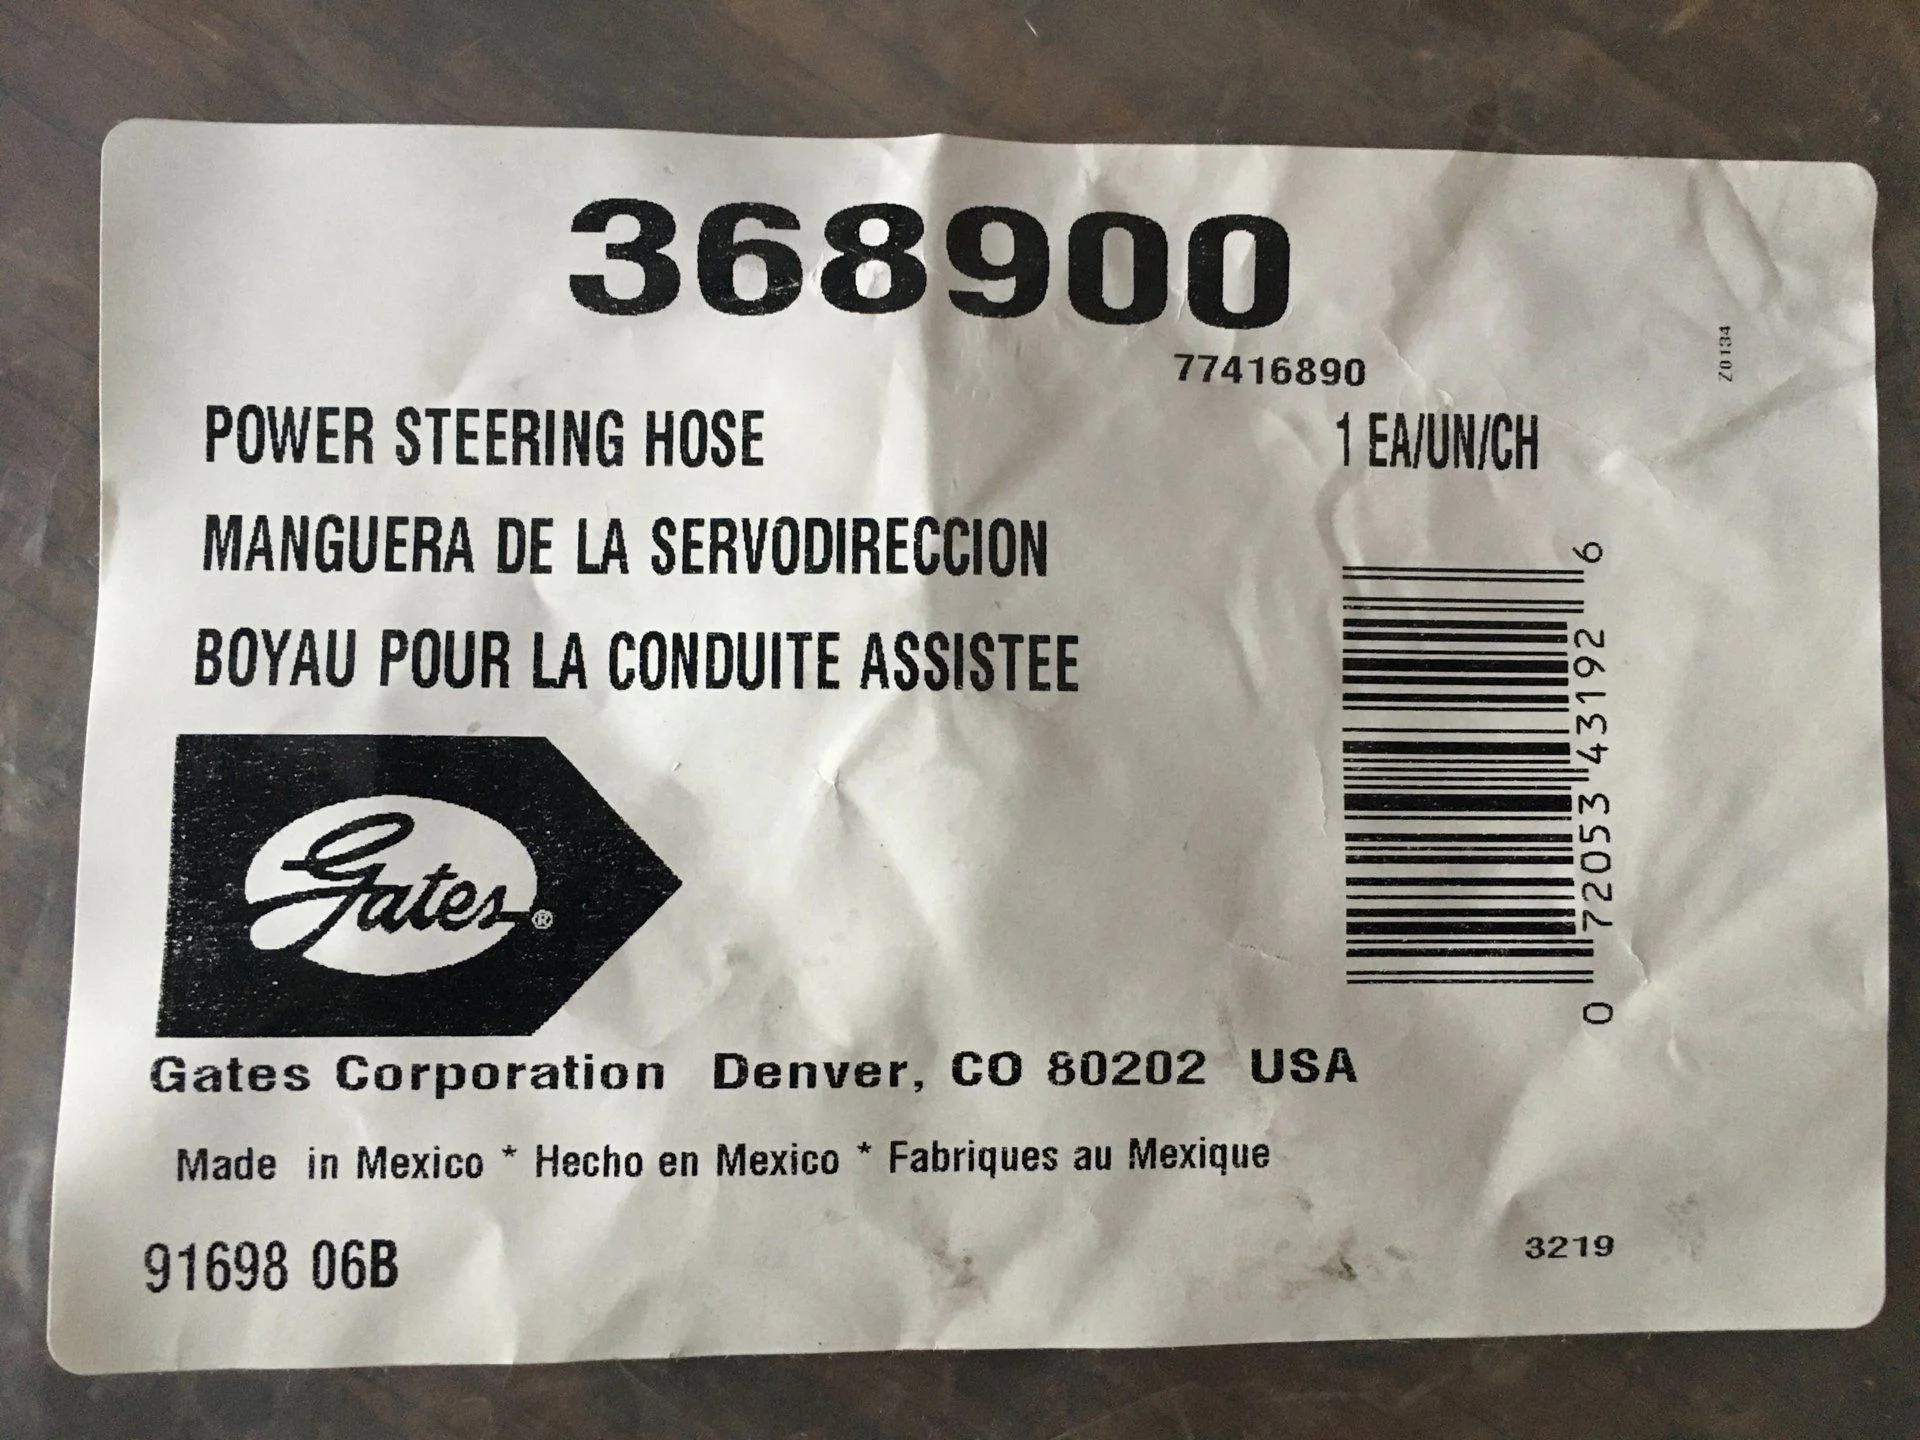 368900
77416890
Z0134
POWER STEERING HOSE
1 EA/UN/CH
MANGUERA DE LA SERVODIRECCION
BOYAU POUR LA CONDUITE ASSISTEE
0 72053 43192 6
Gates®
Gates Corporation Denver, CO 80202 USA
Made in Mexico * Hecho en Mexico * Fabriques au Mexique
91698 06B
3219